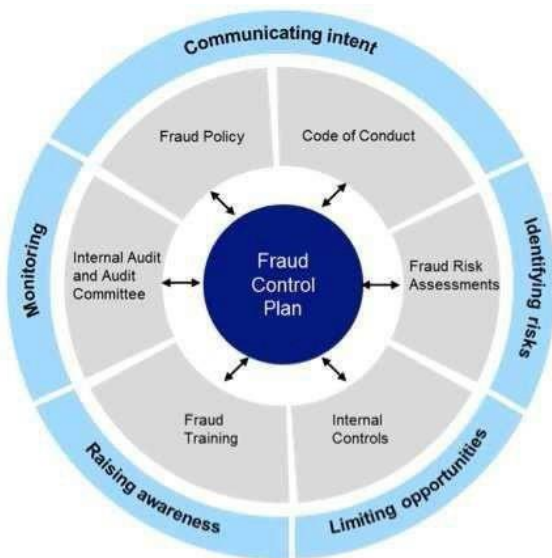 Communicating intent
Fraud Policy
Code of Conduct
Monitoring
Internal Audit
and Audit
Committee
Fraud
Control
Plan
Fraud Risk
Assessments
Identifying risks
Fraud
Training
Internal
Controls
Raising awareness
Limiting opportunities